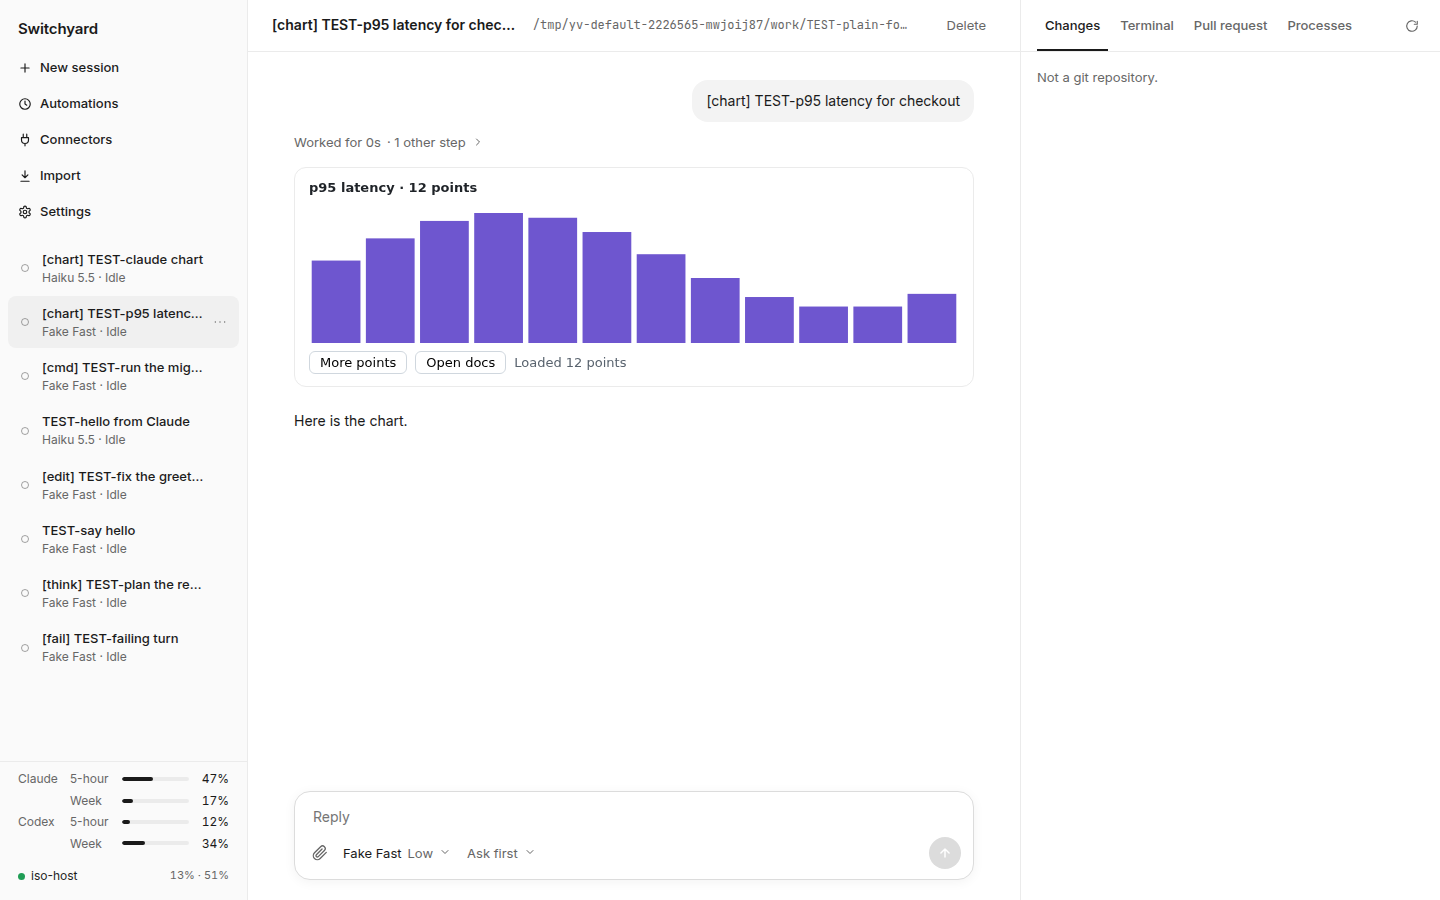 Switchyard
New session
Automations
Connectors
Import
Settings
[chart] TEST-claude chart
Haiku 5.5 · Idle
[chart] TEST-p95 latenc...
Fake Fast · Idle
[cmd] TEST-run the mig...
Fake Fast · Idle
TEST-hello from Claude
Haiku 5.5 · Idle
[edit] TEST-fix the greet...
Fake Fast · Idle
TEST-say hello
Fake Fast · Idle
[think] TEST-plan the re...
Fake Fast · Idle
[fail] TEST-failing turn
Fake Fast · Idle
Claude 5-hour 47%
Week 17%
Codex 5-hour 12%
Week 34%
iso-host 13% · 51%
[chart] TEST-p95 latency for chec... /tmp/yv-default-2226565-mwjoij87/work/TEST-plain-fo… Delete
[chart] TEST-p95 latency for checkout
Worked for 0s · 1 other step
p95 latency · 12 points
More points Open docs Loaded 12 points
Here is the chart.
Reply
Fake Fast Low Ask first
Changes Terminal Pull request Processes
Not a git repository.